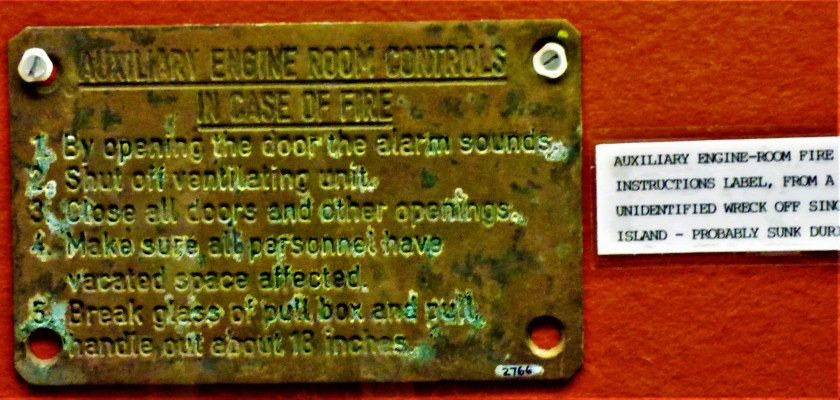 AUXILIARY ENGINE ROOM CONTROLS
IN CASE OF FIRE
1. By opening the door the alarm sounds.
2. Shut off ventilating unit.
3. Close all doors and other openings.
4. Make sure all personnel have
vacated space affected.
5. Break glass of pull box and pull
handle out about 18 inches.
2766
AUXILIARY ENGINE-ROOM FIRE
INSTRUCTIONS LABEL, FROM A
UNIDENTIFIED WRECK OFF
ISLAND - PROBABLY SUNK